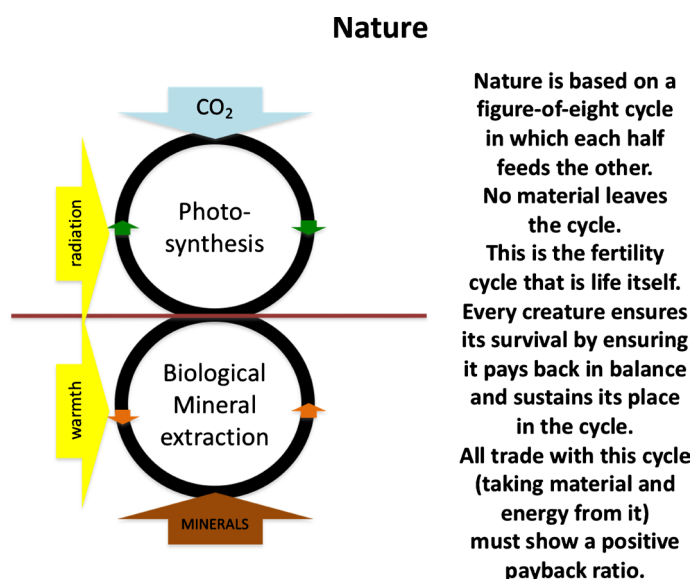 Nature
CO₂
radiation
Photo-
synthesis
warmth
Biological
Mineral
extraction
MINERALS
Nature is based on a
figure-of-eight cycle
in which each half
feeds the other.
No material leaves
the cycle.
This is the fertility
cycle that is life itself.
Every creature ensures
its survival by ensuring
it pays back in balance
and sustains its place
in the cycle.
All trade with this cycle
(taking material and
energy from it)
must show a positive
payback ratio.